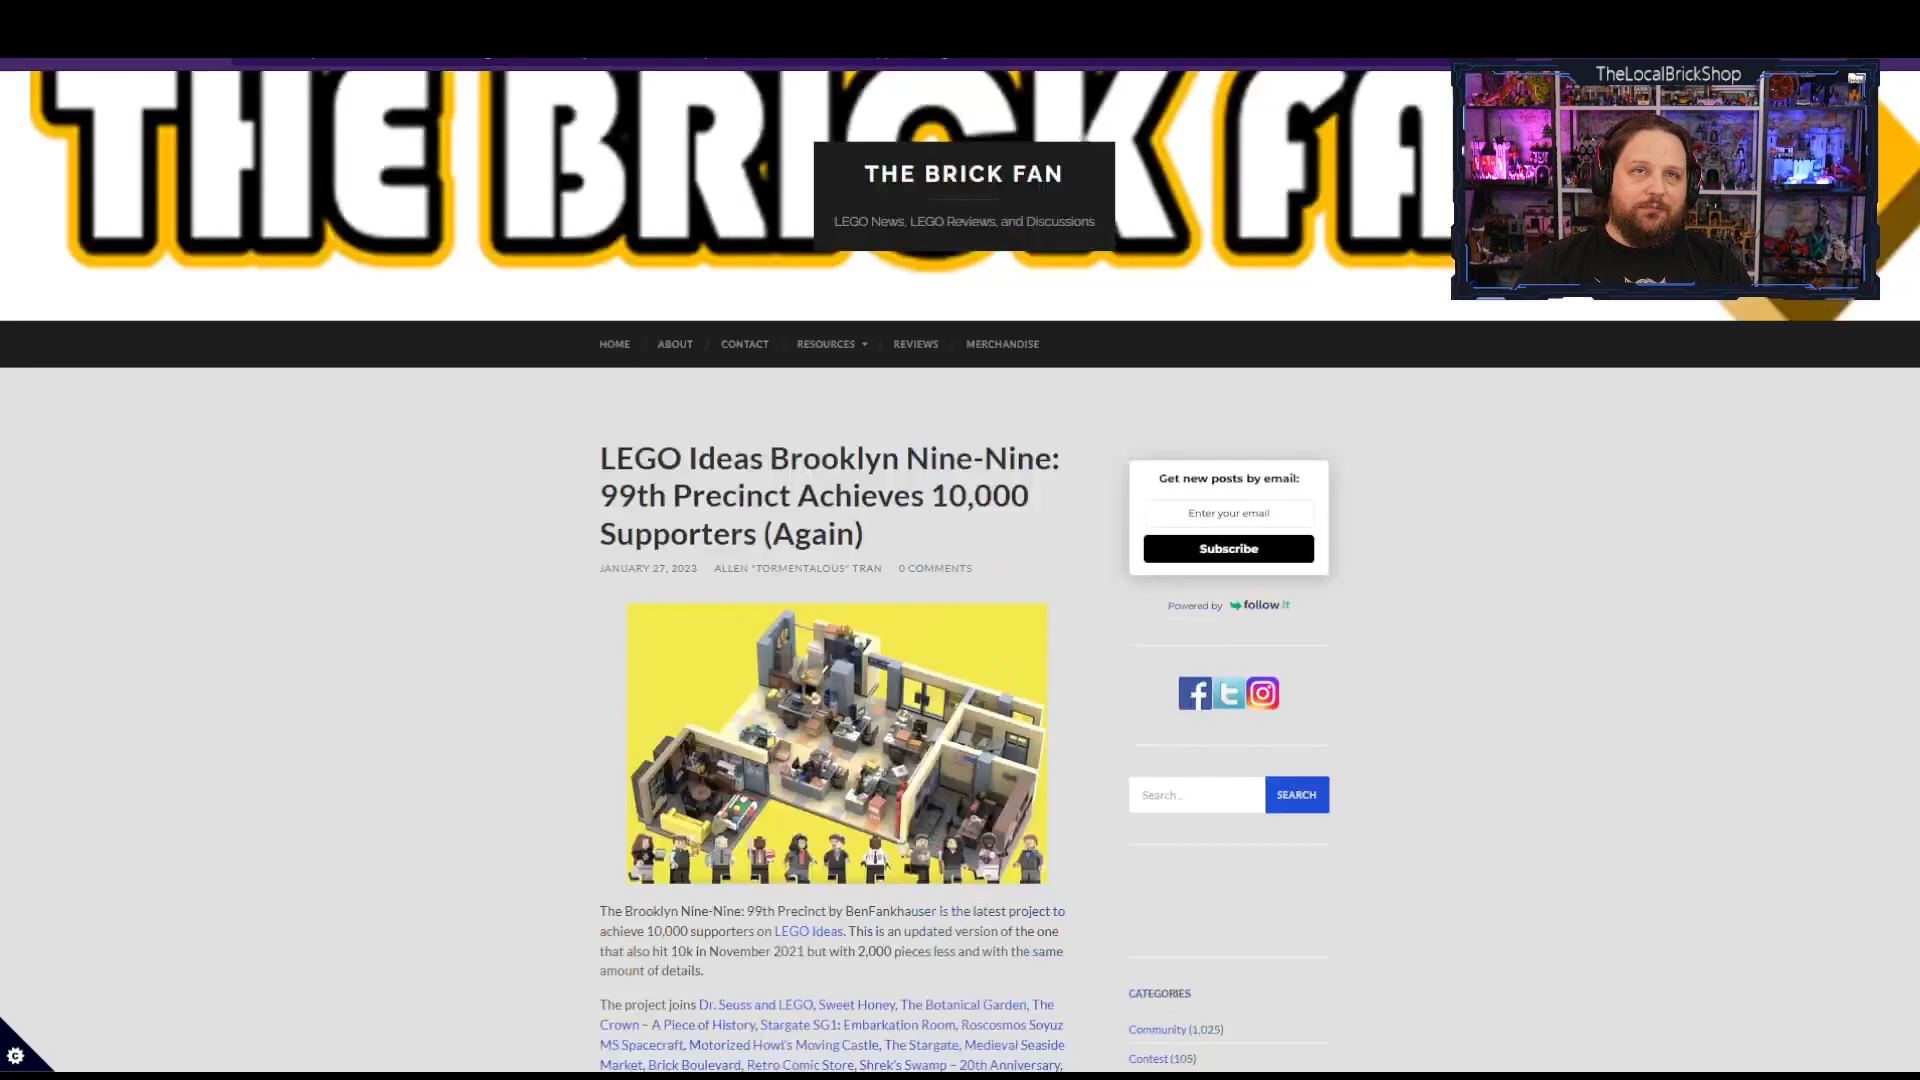 THE BRICK FA
TheLocalBrickShop
THE BRICK FAN
LEGO News, LEGO Reviews, and Discussions
HOME / ABOUT / CONTACT / RESOURCES / REVIEWS / MERCHANDISE
LEGO Ideas Brooklyn Nine-Nine:
99th Precinct Achieves 10,000
Supporters (Again)
JANUARY 27, 2023 ALLEN "TORMENTALOUS" TRAN 0 COMMENTS
The Brooklyn Nine-Nine: 99th Precinct by BenFankhauser is the latest project to
achieve 10,000 supporters on LEGO Ideas. This is an updated version of the one
that also hit 10k in November 2021 but with 2,000 pieces less and with the same
amount of details.
The project joins Dr. Seuss and LEGO, Sweet Honey, The Botanical Garden, The
Crown – A Piece of History, Stargate SG1: Embarkation Room, Roscosmos Soyuz
MS Spacecraft, Motorized Howl's Moving Castle, The Stargate, Medieval Seaside
Market, Brick Boulevard, Retro Comic Store, Shrek's Swamp – 20th Anniversary,
Get new posts by email:
Enter your email
Subscribe
Powered by follow.it
Search...
SEARCH
CATEGORIES
Community (1,025)
Contest (105)